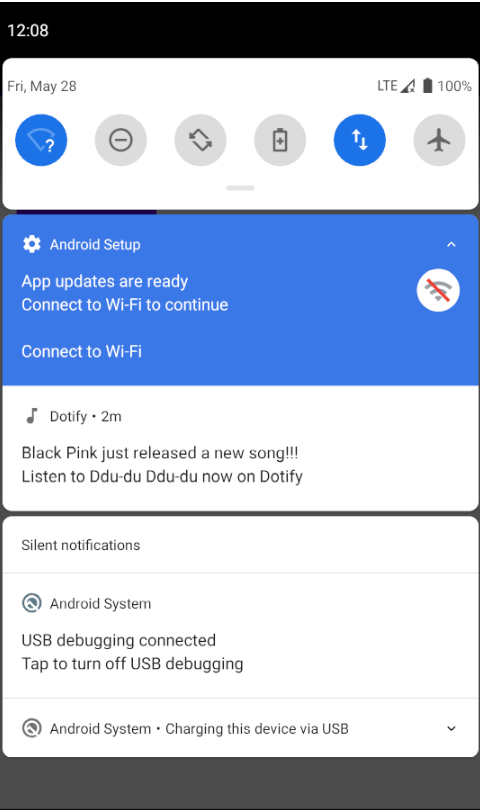 12:08
Fri, May 28 LTE 100%
?
Android Setup
App updates are ready
Connect to Wi-Fi to continue
Connect to Wi-Fi
Dotify • 2m
Black Pink just released a new song!!!
Listen to Ddu-du Ddu-du now on Dotify
Silent notifications
Android System
USB debugging connected
Tap to turn off USB debugging
Android System • Charging this device via USB